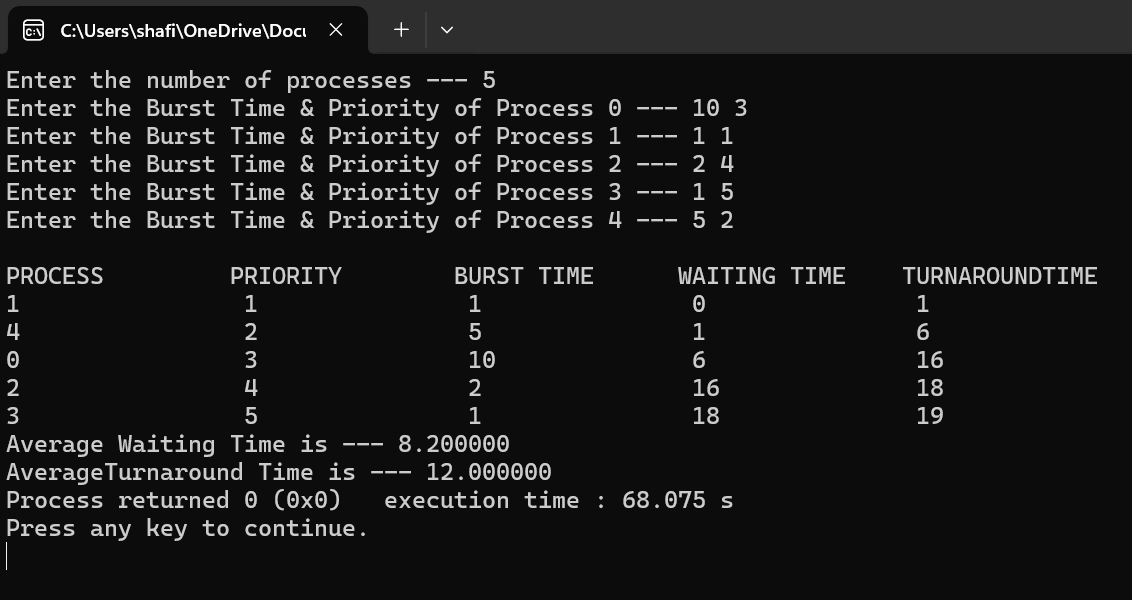 C:\Users\shafi\OneDrive\Docu
Enter the number of processes --- 5
Enter the Burst Time & Priority of Process 0 --- 10 3
Enter the Burst Time & Priority of Process 1 --- 1 1
Enter the Burst Time & Priority of Process 2 --- 2 4
Enter the Burst Time & Priority of Process 3 --- 1 5
Enter the Burst Time & Priority of Process 4 --- 5 2
PROCESS PRIORITY BURST TIME WAITING TIME TURNAROUNDTIME
1 1 1 0 1
4 2 5 1 6
0 3 10 6 16
2 4 2 16 18
3 5 1 18 19
Average Waiting Time is --- 8.200000
AverageTurnaround Time is --- 12.000000
Process returned 0 (0x0) execution time : 68.075 s
Press any key to continue.